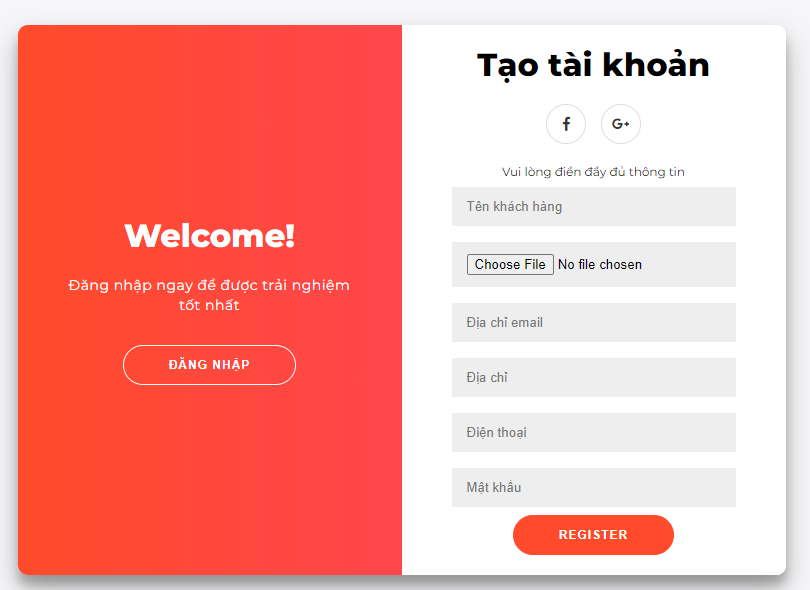 Welcome!
Đăng nhập ngay để được trải nghiệm
tốt nhất
ĐĂNG NHẬP
Tạo tài khoản
f
G+
Vui lòng điền đẩy đủ thông tin
Tên khách hàng
Choose File No file chosen
Địa chỉ email
Địa chỉ
Điện thoại
Mật khẩu
REGISTER